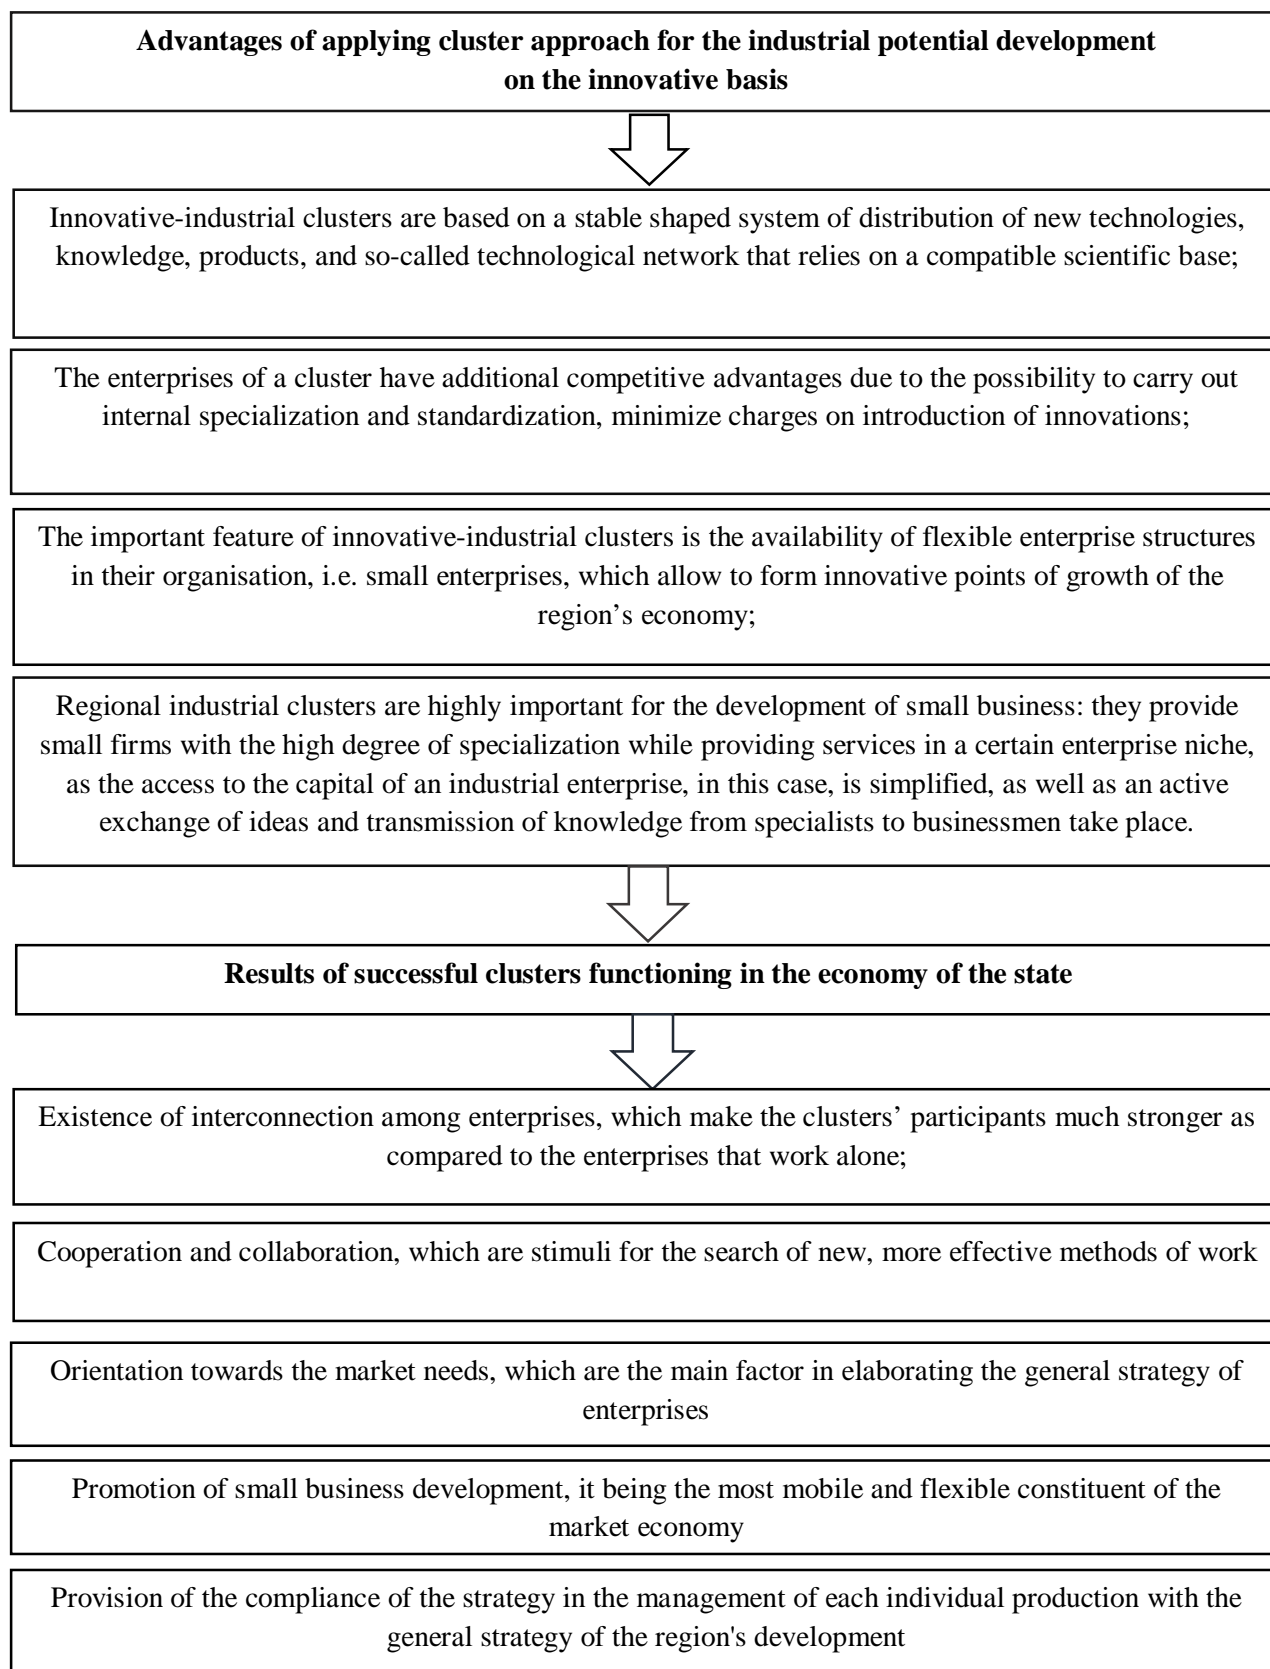 Advantages of applying cluster approach for the industrial potential development
on the innovative basis
Innovative-industrial clusters are based on a stable shaped system of distribution of new technologies,
knowledge, products, and so-called technological network that relies on a compatible scientific base;
The enterprises of a cluster have additional competitive advantages due to the possibility to carry out
internal specialization and standardization, minimize charges on introduction of innovations;
The important feature of innovative-industrial clusters is the availability of flexible enterprise structures
in their organisation, i.e. small enterprises, which allow to form innovative points of growth of the
region’s economy;
Regional industrial clusters are highly important for the development of small business: they provide
small firms with the high degree of specialization while providing services in a certain enterprise niche,
as the access to the capital of an industrial enterprise, in this case, is simplified, as well as an active
exchange of ideas and transmission of knowledge from specialists to businessmen take place.
Results of successful clusters functioning in the economy of the state
Existence of interconnection among enterprises, which make the clusters’ participants much stronger as
compared to the enterprises that work alone;
Cooperation and collaboration, which are stimuli for the search of new, more effective methods of work
Orientation towards the market needs, which are the main factor in elaborating the general strategy of
enterprises
Promotion of small business development, it being the most mobile and flexible constituent of the
market economy
Provision of the compliance of the strategy in the management of each individual production with the
general strategy of the region's development